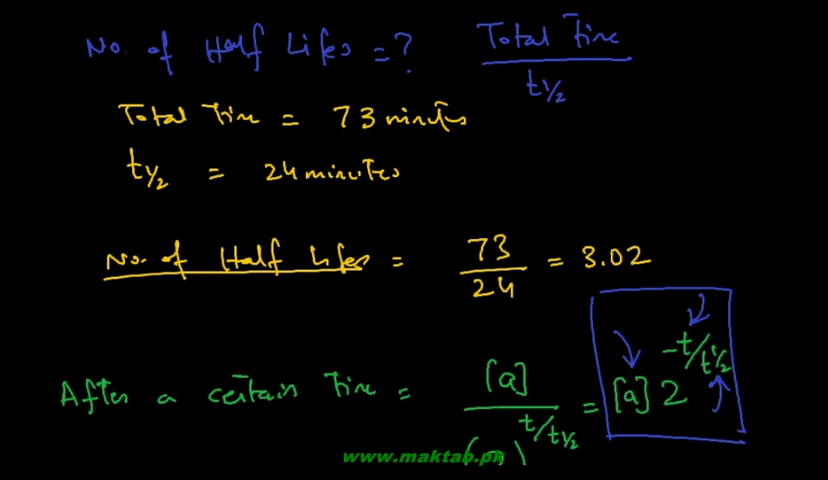 No. of Half Lifes = ? Total Time / t½
Total Time = 73 minutes
t½ = 24 minutes
No. of Half Lifes = 73 / 24 = 3.02
After a certain Time = [a] / (2)^t/t½ = [a] 2^-t/t½
www.maktab.pk